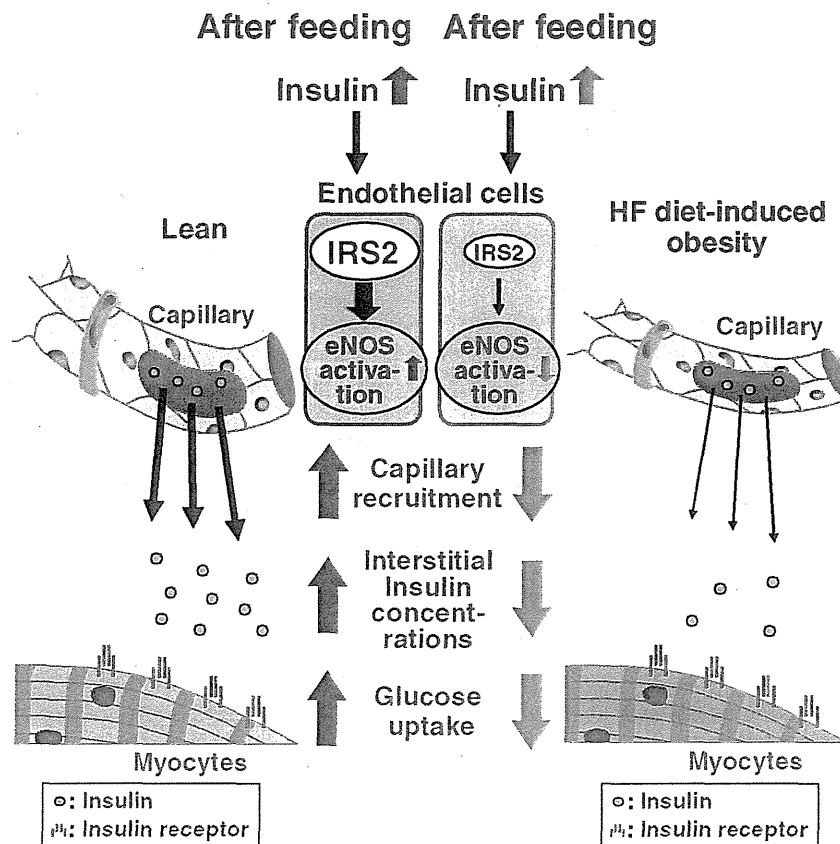 After feeding
After feeding
Insulin
Insulin
Endothelial cells
Lean
HF diet-induced
obesity
IRS2
IRS2
Capillary
Capillary
eNOS
activa-
tion
eNOS
activa-
tion
Capillary
recruitment
Interstitial
Insulin
concent-
rations
Glucose
uptake
Myocytes
Myocytes
: Insulin
: Insulin receptor
: Insulin
: Insulin receptor